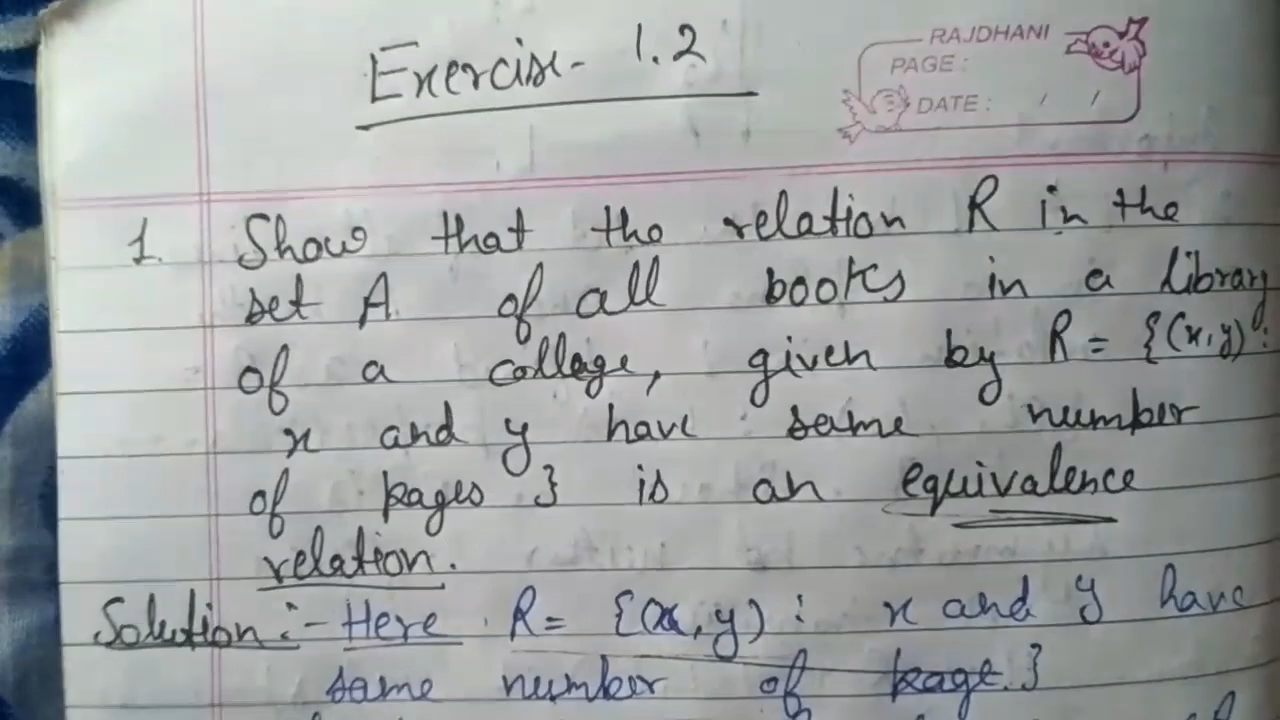 Exercise- 1.2
RAJDHANI
PAGE:
DATE: / /
1. Show that the relation R in the
set A. of all books in a library
of a collage, given by R = {(x,y):
x and y have same number
of pages } is an equivalence
relation.
Solution:- Here R= {(x,y): x and y have
same number of page.}